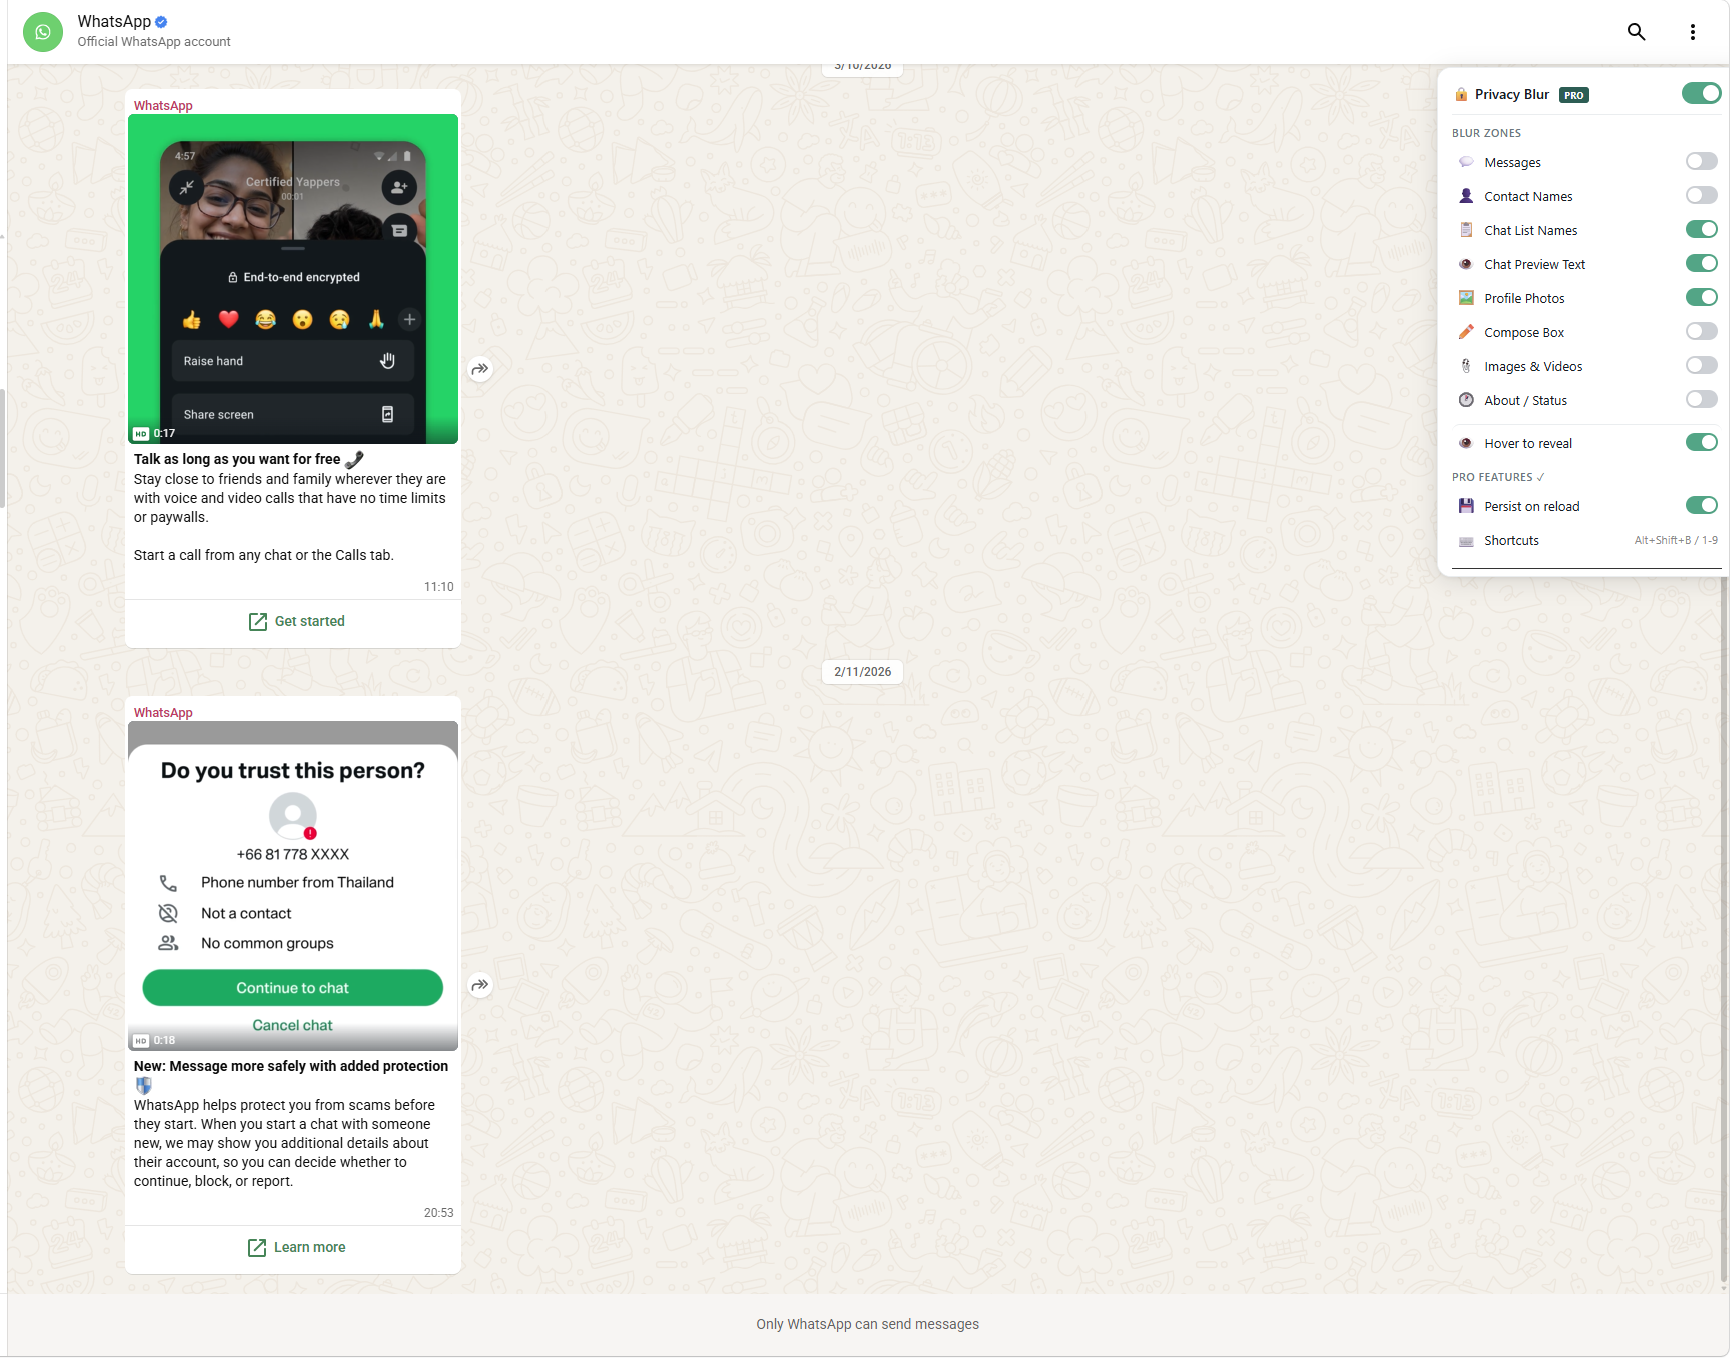 WhatsApp
Official WhatsApp account
3/10/2026
WhatsApp
4:57
Certified Yappers
00:01
End-to-end encrypted
Raise hand
Share screen
HD 0:17
Talk as long as you want for free
Stay close to friends and family wherever they are
with voice and video calls that have no time limits
or paywalls.
Start a call from any chat or the Calls tab.
11:10
Get started
2/11/2026
WhatsApp
Do you trust this person?
+66 81 778 XXXX
Phone number from Thailand
Not a contact
No common groups
Continue to chat
Cancel chat
HD 0:18
New: Message more safely with added protection
WhatsApp helps protect you from scams before
they start. When you start a chat with someone
new, we may show you additional details about
their account, so you can decide whether to
continue, block, or report.
20:53
Learn more
Only WhatsApp can send messages
Privacy Blur PRO
BLUR ZONES
Messages
Contact Names
Chat List Names
Chat Preview Text
Profile Photos
Compose Box
Images & Videos
About / Status
Hover to reveal
PRO FEATURES ✓
Persist on reload
Shortcuts Alt+Shift+B / 1-9